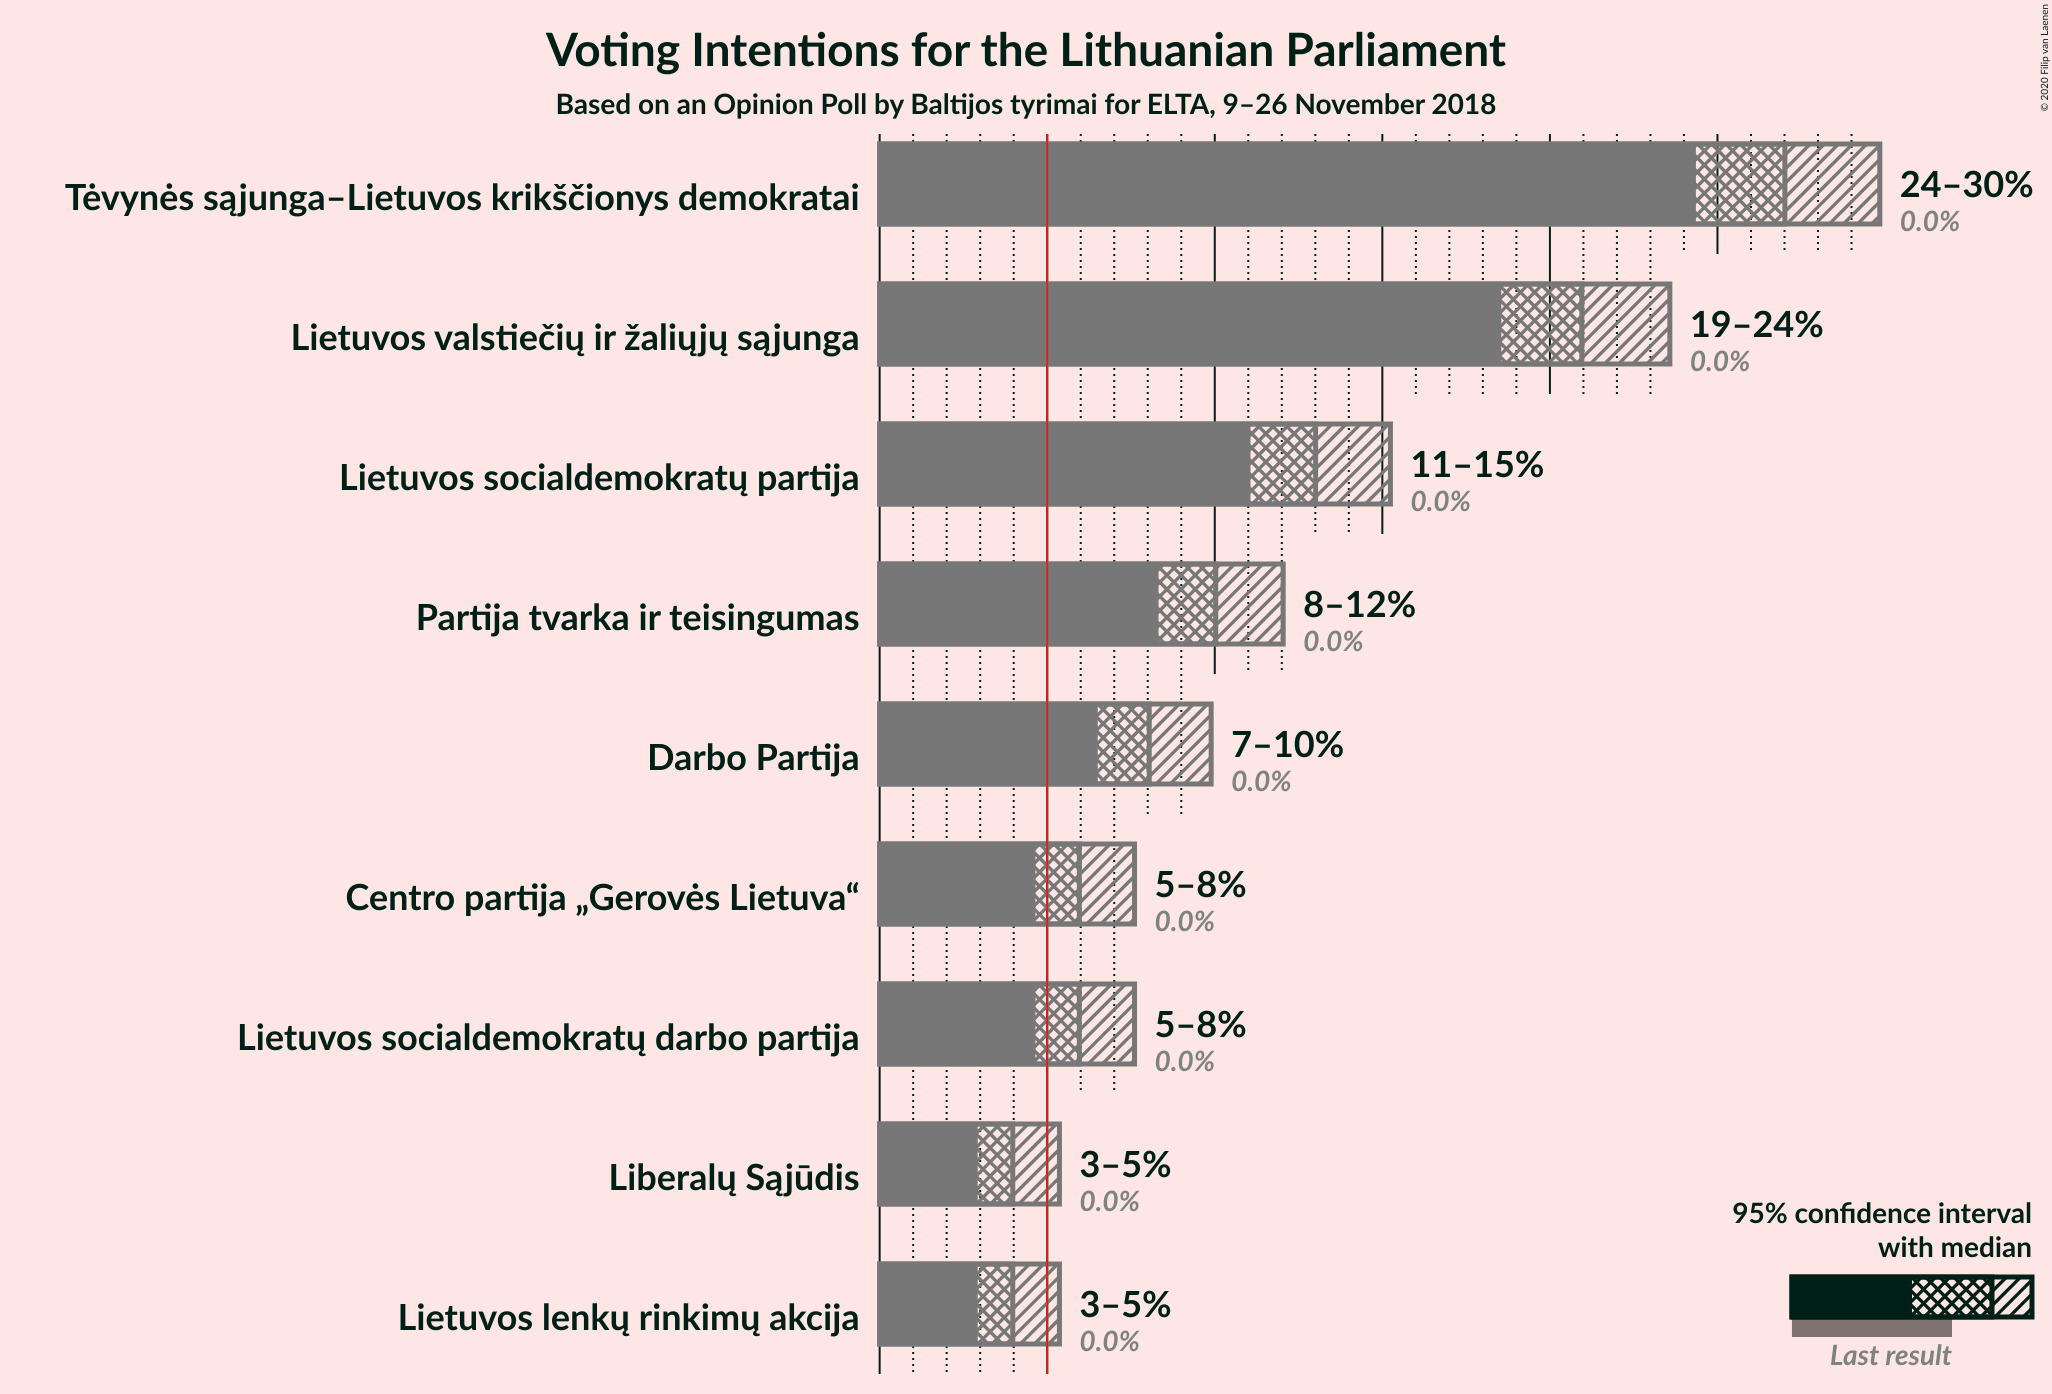 Voting Intentions for the Lithuanian Parliament
Based on an Opinion Poll by Baltijos tyrimai for ELTA, 9–26 November 2018
© 2020 Filip van Laenen
Tėvynės sąjunga–Lietuvos krikščionys demokratai
24–30%
0.0%
Lietuvos valstiečių ir žaliųjų sąjunga
19–24%
0.0%
Lietuvos socialdemokratų partija
11–15%
0.0%
Partija tvarka ir teisingumas
8–12%
0.0%
Darbo Partija
7–10%
0.0%
Centro partija „Gerovės Lietuva“
5–8%
0.0%
Lietuvos socialdemokratų darbo partija
5–8%
0.0%
Liberalų Sąjūdis
3–5%
0.0%
Lietuvos lenkų rinkimų akcija
3–5%
0.0%
95% confidence interval
with median
Last result